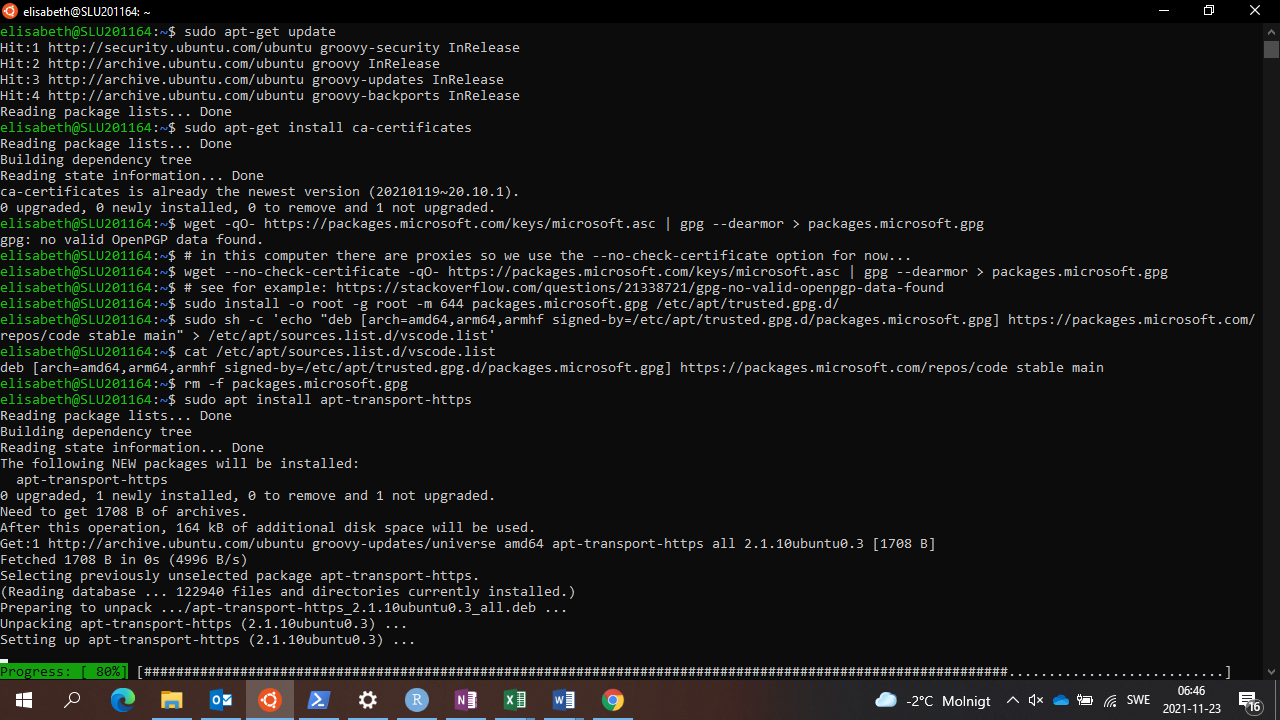 elisabeth@SLU201164: ~
elisabeth@SLU201164:~$ sudo apt-get update
Hit:1 http://security.ubuntu.com/ubuntu groovy-security InRelease
Hit:2 http://archive.ubuntu.com/ubuntu groovy InRelease
Hit:3 http://archive.ubuntu.com/ubuntu groovy-updates InRelease
Hit:4 http://archive.ubuntu.com/ubuntu groovy-backports InRelease
Reading package lists... Done
elisabeth@SLU201164:~$ sudo apt-get install ca-certificates
Reading package lists... Done
Building dependency tree
Reading state information... Done
ca-certificates is already the newest version (20210119~20.10.1).
0 upgraded, 0 newly installed, 0 to remove and 1 not upgraded.
elisabeth@SLU201164:~$ wget -qO- https://packages.microsoft.com/keys/microsoft.asc | gpg --dearmor > packages.microsoft.gpg
gpg: no valid OpenPGP data found.
elisabeth@SLU201164:~$ # in this computer there are proxies so we use the --no-check-certificate option for now...
elisabeth@SLU201164:~$ wget --no-check-certificate -qO- https://packages.microsoft.com/keys/microsoft.asc | gpg --dearmor > packages.microsoft.gpg
elisabeth@SLU201164:~$ # see for example: https://stackoverflow.com/questions/21338721/gpg-no-valid-openpgp-data-found
elisabeth@SLU201164:~$ sudo install -o root -g root -m 644 packages.microsoft.gpg /etc/apt/trusted.gpg.d/
elisabeth@SLU201164:~$ sudo sh -c 'echo "deb [arch=amd64,arm64,armhf signed-by=/etc/apt/trusted.gpg.d/packages.microsoft.gpg] https://packages.microsoft.com/
repos/code stable main" > /etc/apt/sources.list.d/vscode.list'
elisabeth@SLU201164:~$ cat /etc/apt/sources.list.d/vscode.list
deb [arch=amd64,arm64,armhf signed-by=/etc/apt/trusted.gpg.d/packages.microsoft.gpg] https://packages.microsoft.com/repos/code stable main
elisabeth@SLU201164:~$ rm -f packages.microsoft.gpg
elisabeth@SLU201164:~$ sudo apt install apt-transport-https
Reading package lists... Done
Building dependency tree
Reading state information... Done
The following NEW packages will be installed:
  apt-transport-https
0 upgraded, 1 newly installed, 0 to remove and 1 not upgraded.
Need to get 1708 B of archives.
After this operation, 164 kB of additional disk space will be used.
Get:1 http://archive.ubuntu.com/ubuntu groovy-updates/universe amd64 apt-transport-https all 2.1.10ubuntu0.3 [1708 B]
Fetched 1708 B in 0s (4996 B/s)
Selecting previously unselected package apt-transport-https.
(Reading database ... 122940 files and directories currently installed.)
Preparing to unpack .../apt-transport-https_2.1.10ubuntu0.3_all.deb ...
Unpacking apt-transport-https (2.1.10ubuntu0.3) ...
Setting up apt-transport-https (2.1.10ubuntu0.3) ...
Progress: [ 80%] [############################################################################################################...........................]
-2°C Molnigt SWE 06:46
2021-11-23 16